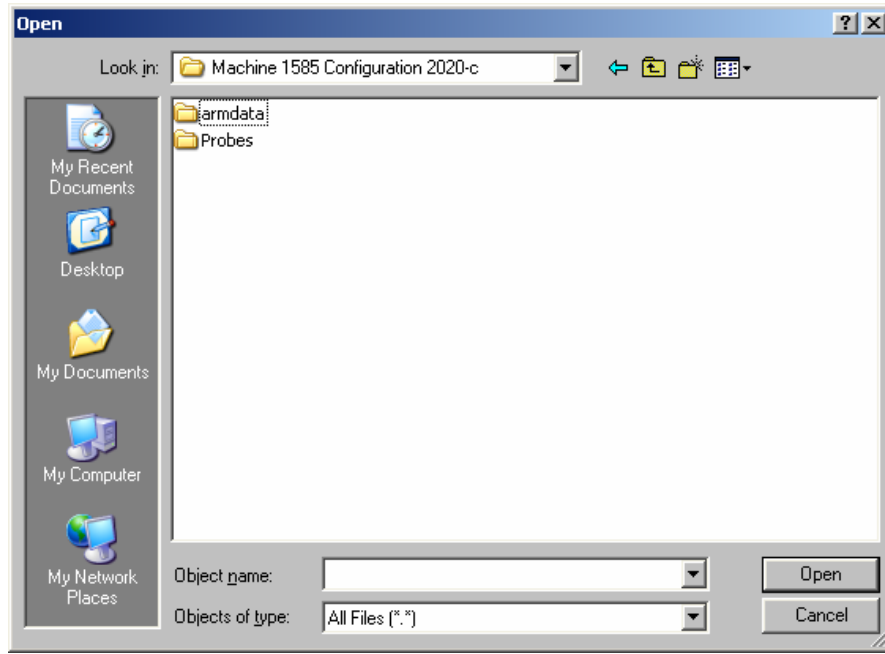 Open
Look in: Machine 1585 Configuration 2020-c
armdata
Probes
My Recent
Documents
Desktop
My Documents
My Computer
My Network
Places
Object name:
Open
Objects of type: All Files (*.*)
Cancel